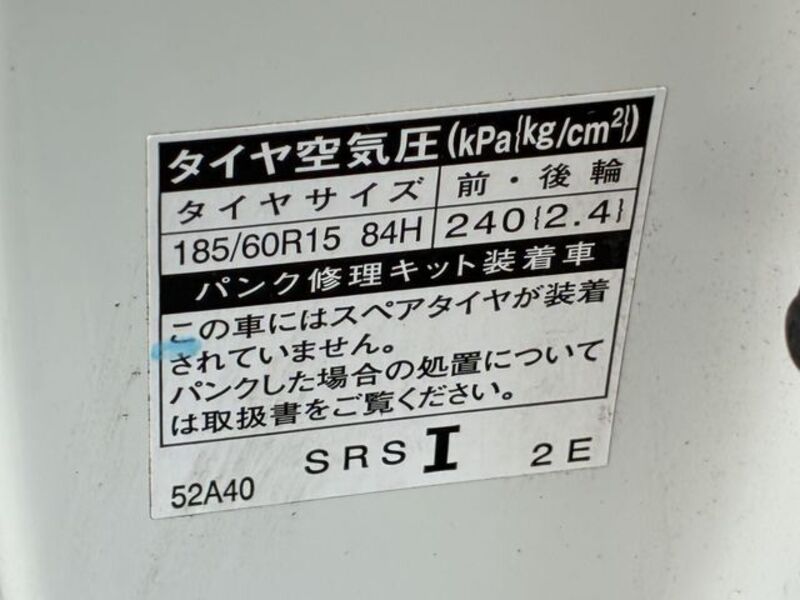 タイヤ空気圧(kPa{kg/cm²})
タイヤサイズ 前・後輪
185/60R15 84H 240{2.4}
パンク修理キット装着車
この車にはスペアタイヤが装着
されていません。
パンクした場合の処置について
は取扱書をご覧ください。
SRS I 2E
52A40